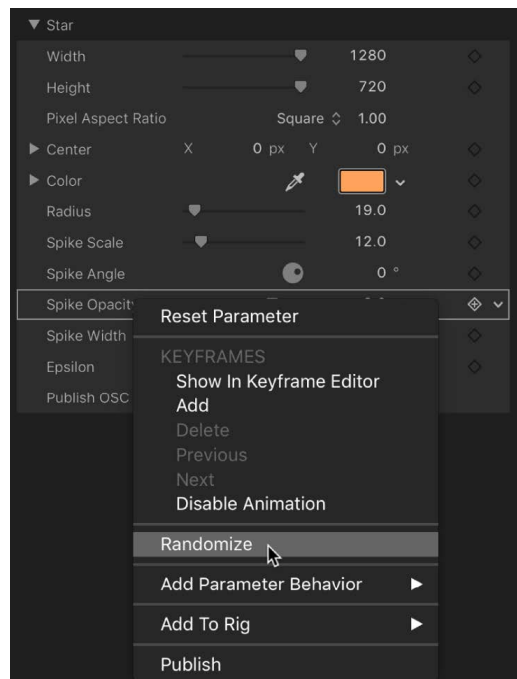 Star
Width 1280
Height 720
Pixel Aspect Ratio Square 1.00
Center X 0 px Y 0 px
Color
Radius 19.0
Spike Scale 12.0
Spike Angle 0 °
Spike Opacity
Spike Width
Epsilon
Publish OSC
Reset Parameter
KEYFRAMES
Show In Keyframe Editor
Add
Delete
Previous
Next
Disable Animation
Randomize
Add Parameter Behavior
Add To Rig
Publish